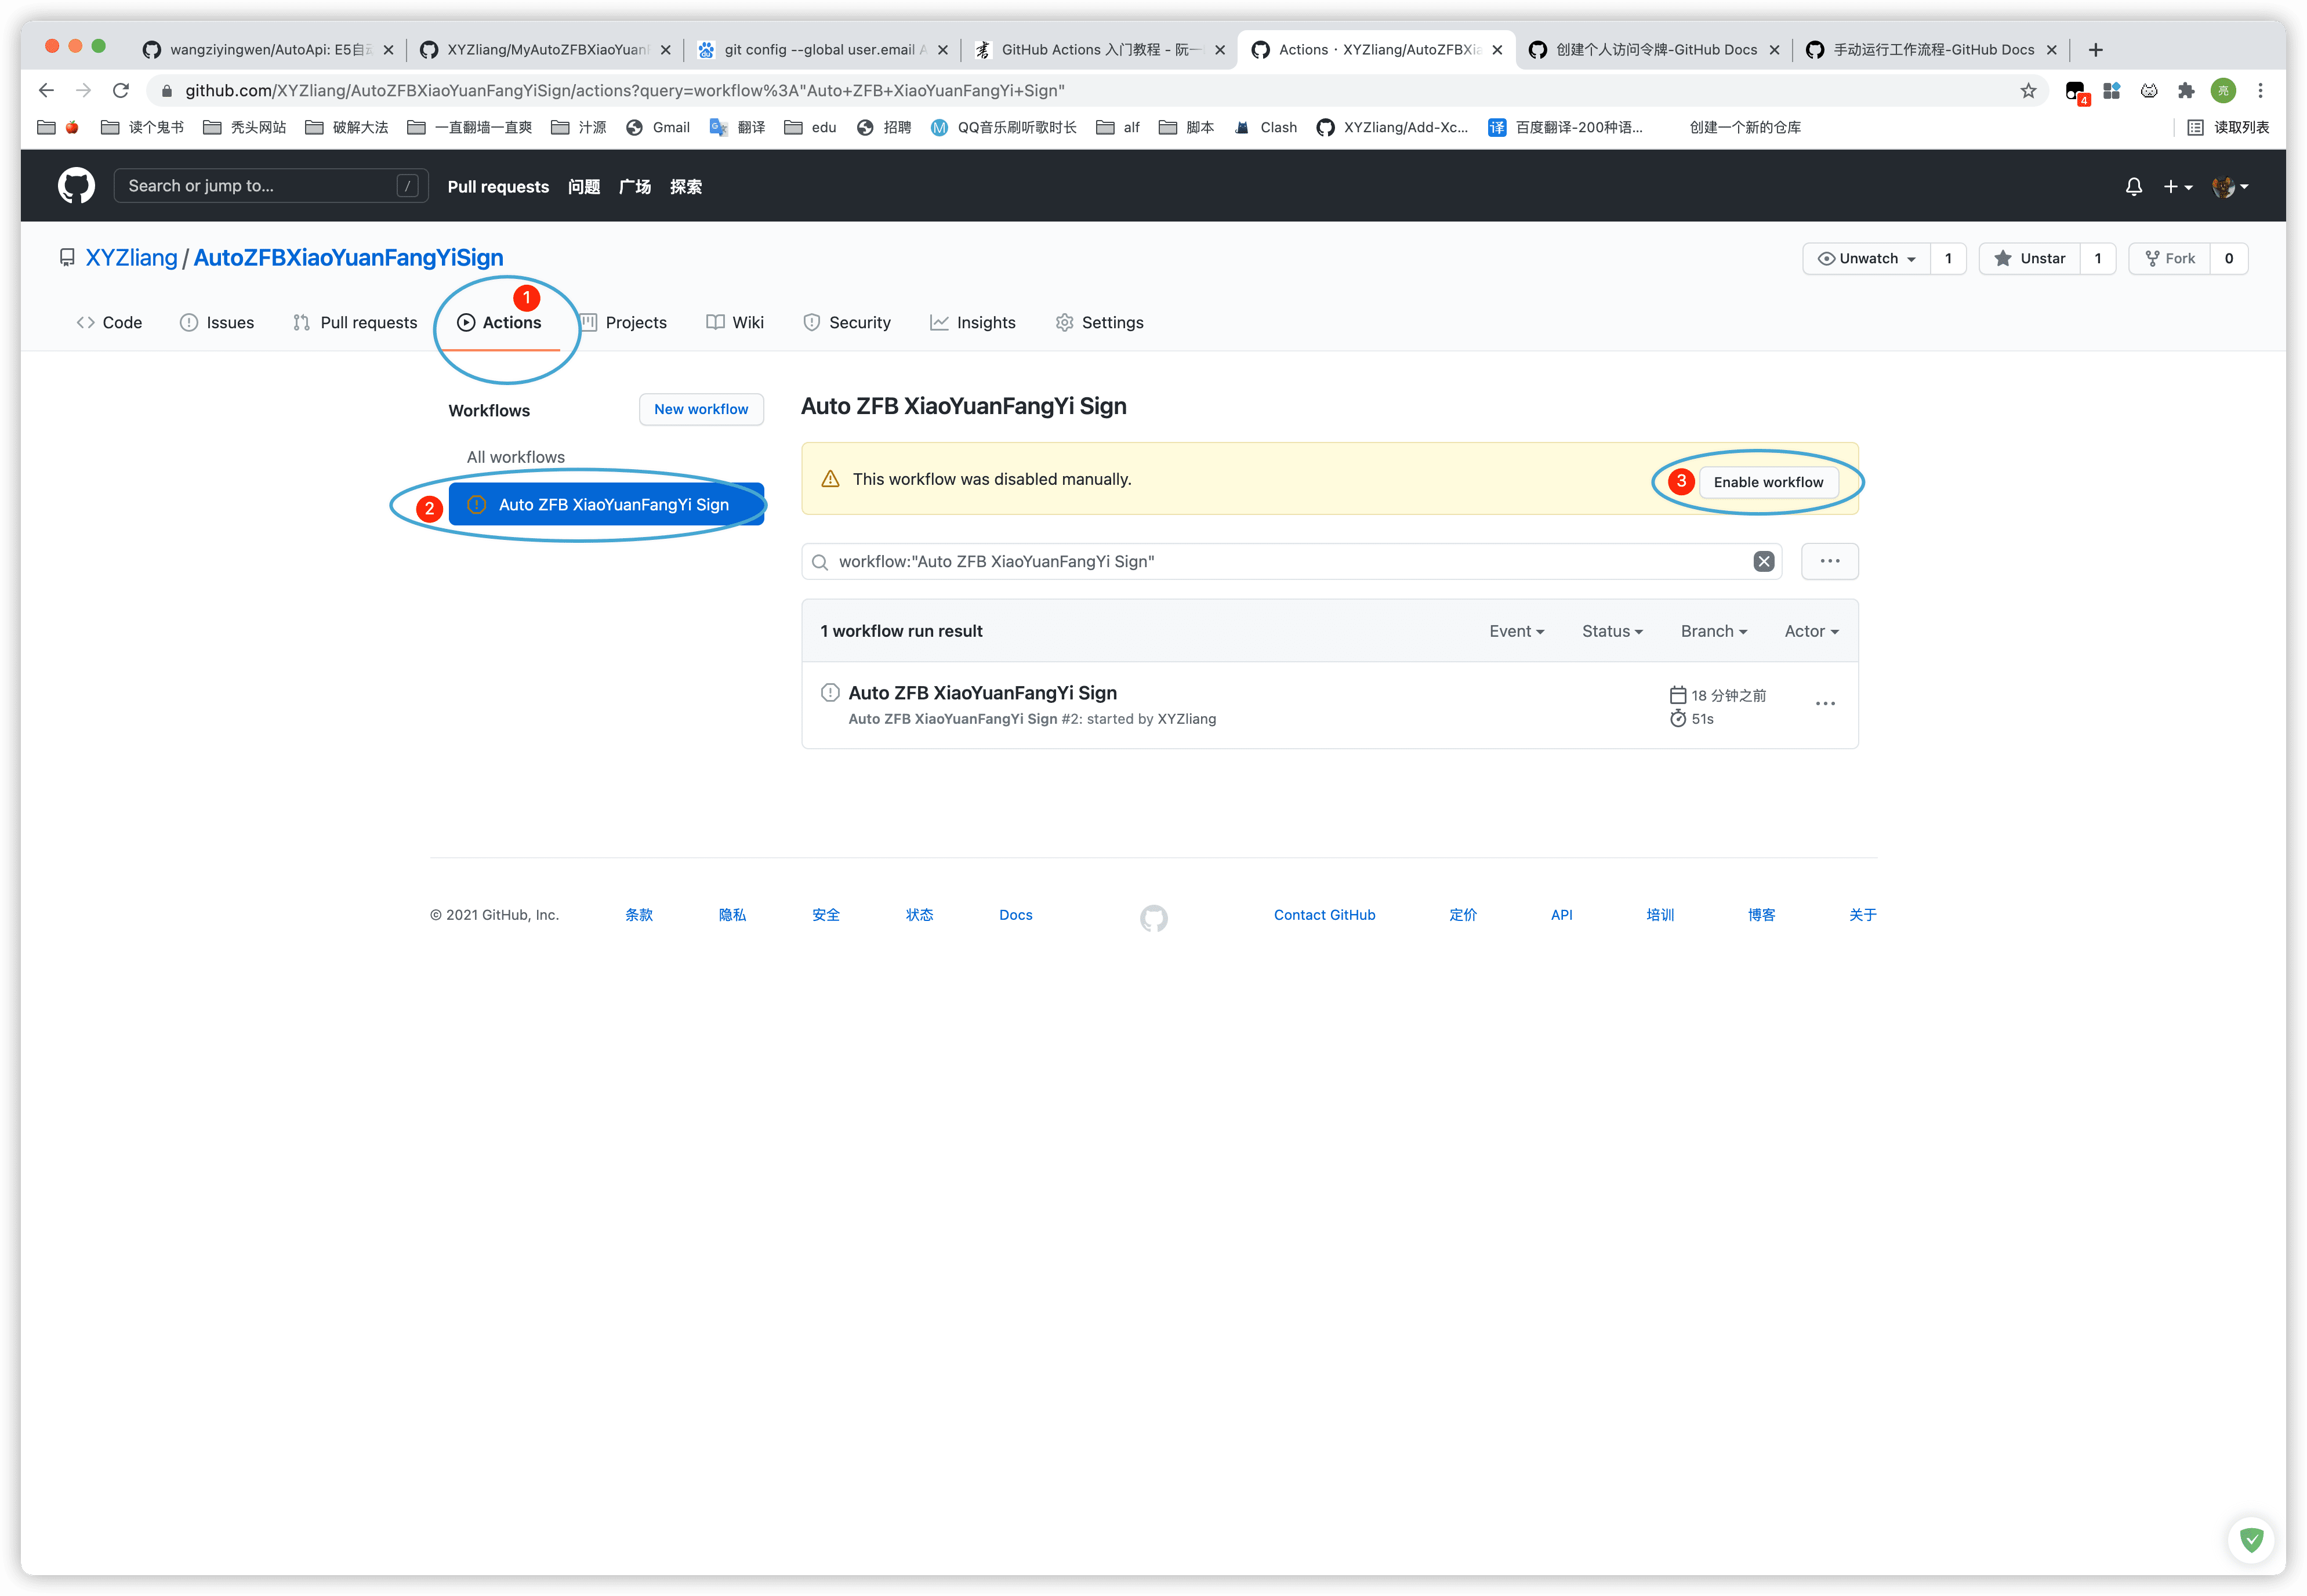 wangziyingwen/AutoApi: E5自动
XYZliang/MyAutoZFBXiaoYuanF
git config --global user.email A
GitHub Actions 入门教程 - 阮一
Actions · XYZliang/AutoZFBXia
创建个人访问令牌-GitHub Docs
手动运行工作流程-GitHub Docs
github.com/XYZliang/AutoZFBXiaoYuanFangYiSign/actions?query=workflow%3A"Auto+ZFB+XiaoYuanFangYi+Sign"
4
亮
读个鬼书
秃头网站
破解大法
一直翻墙一直爽
汁源
Gmail
翻译
edu
招聘
M
QQ音乐刷听歌时长
alf
脚本
Clash
XYZliang/Add-Xc...
译
百度翻译-200种语...
创建一个新的仓库
读取列表
Search or jump to...
/
Pull requests
问题
广场
探索
XYZliang / AutoZFBXiaoYuanFangYiSign
Unwatch
1
Unstar
1
Fork
0
Code
Issues
Pull requests
1
Actions
Projects
Wiki
Security
Insights
Settings
Workflows
New workflow
All workflows
2
Auto ZFB XiaoYuanFangYi Sign
Auto ZFB XiaoYuanFangYi Sign
This workflow was disabled manually.
3
Enable workflow
workflow:"Auto ZFB XiaoYuanFangYi Sign"
1 workflow run result
Event
Status
Branch
Actor
Auto ZFB XiaoYuanFangYi Sign
Auto ZFB XiaoYuanFangYi Sign #2: started by XYZliang
18 分钟之前
51s
© 2021 GitHub, Inc.
条款
隐私
安全
状态
Docs
Contact GitHub
定价
API
培训
博客
关于